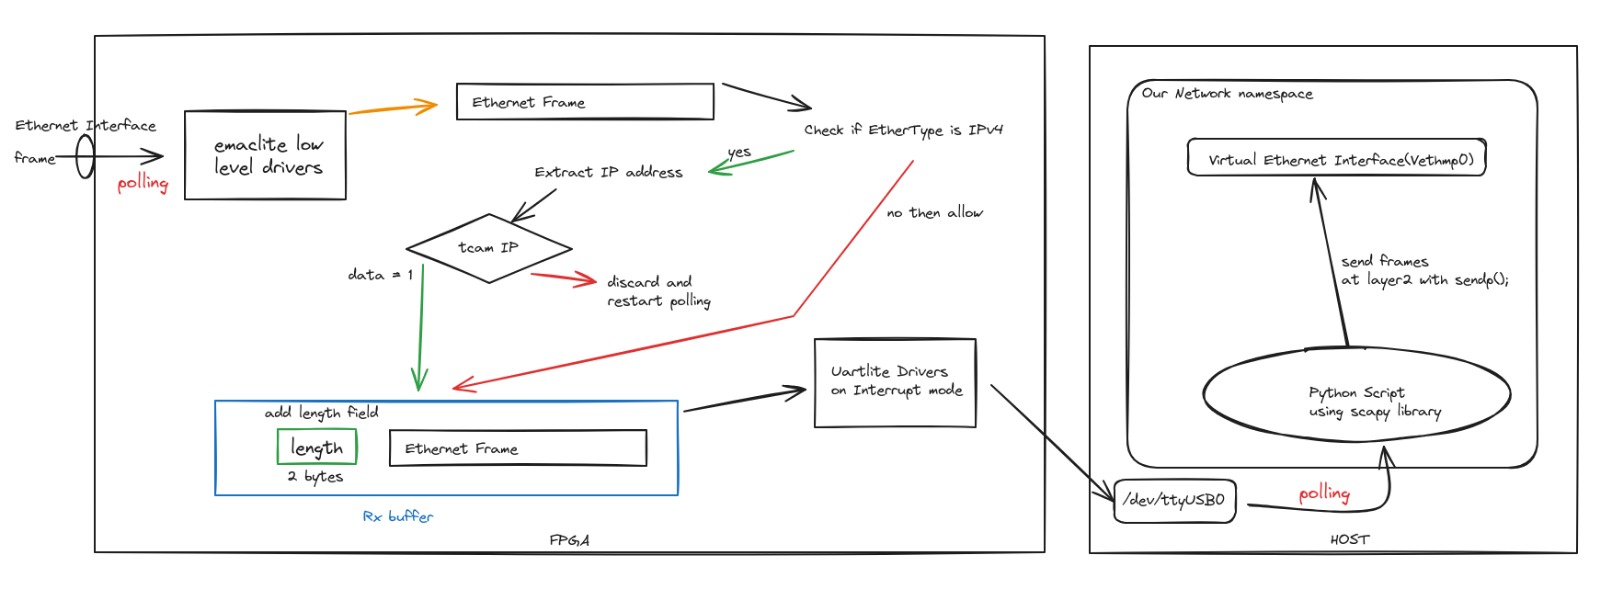 Ethernet Interface
frame
polling
emaclite low
level drivers
Ethernet Frame
Check if EtherType is IPv4
yes
Extract IP address
no then allow
tcam IP
data = 1
discard and
restart polling
add length field
length
Ethernet Frame
2 bytes
Rx buffer
Uartlite Drivers
on Interrupt mode
FPGA
Our Network namespace
Virtual Ethernet Interface(Vethmp0)
send frames
at layer2 with sendp();
Python Script
using scapy library
/dev/ttyUSB0
polling
HOST